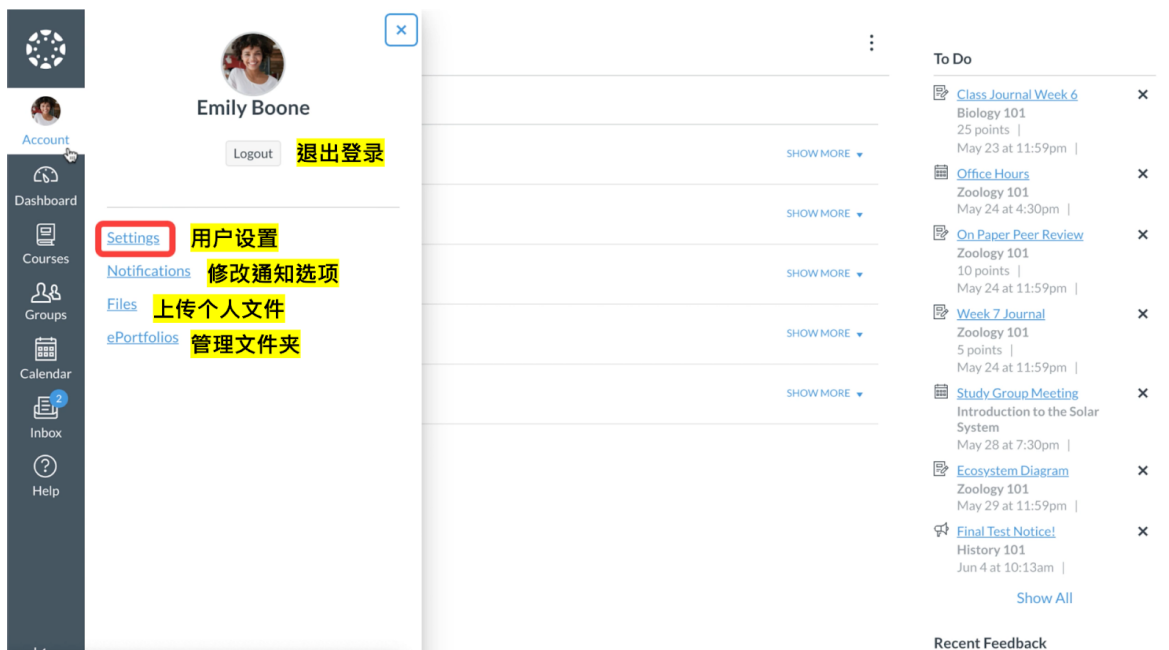 Account
Dashboard
Courses
Groups
Calendar
2
Inbox
Help
Emily Boone
Logout 退出登录
Settings 用户设置
Notifications 修改通知选项
Files 上传个人文件
ePortfolios 管理文件夹
SHOW MORE
SHOW MORE
SHOW MORE
SHOW MORE
SHOW MORE
To Do
Class Journal Week 6
Biology 101
25 points |
May 23 at 11:59pm |
Office Hours
Zoology 101
May 24 at 4:30pm |
On Paper Peer Review
Zoology 101
10 points |
May 24 at 11:59pm |
Week 7 Journal
Zoology 101
5 points |
May 24 at 11:59pm |
Study Group Meeting
Introduction to the Solar
System
May 28 at 7:30pm |
Ecosystem Diagram
Zoology 101
May 29 at 11:59pm |
Final Test Notice!
History 101
Jun 4 at 10:13am |
Show All
Recent Feedback